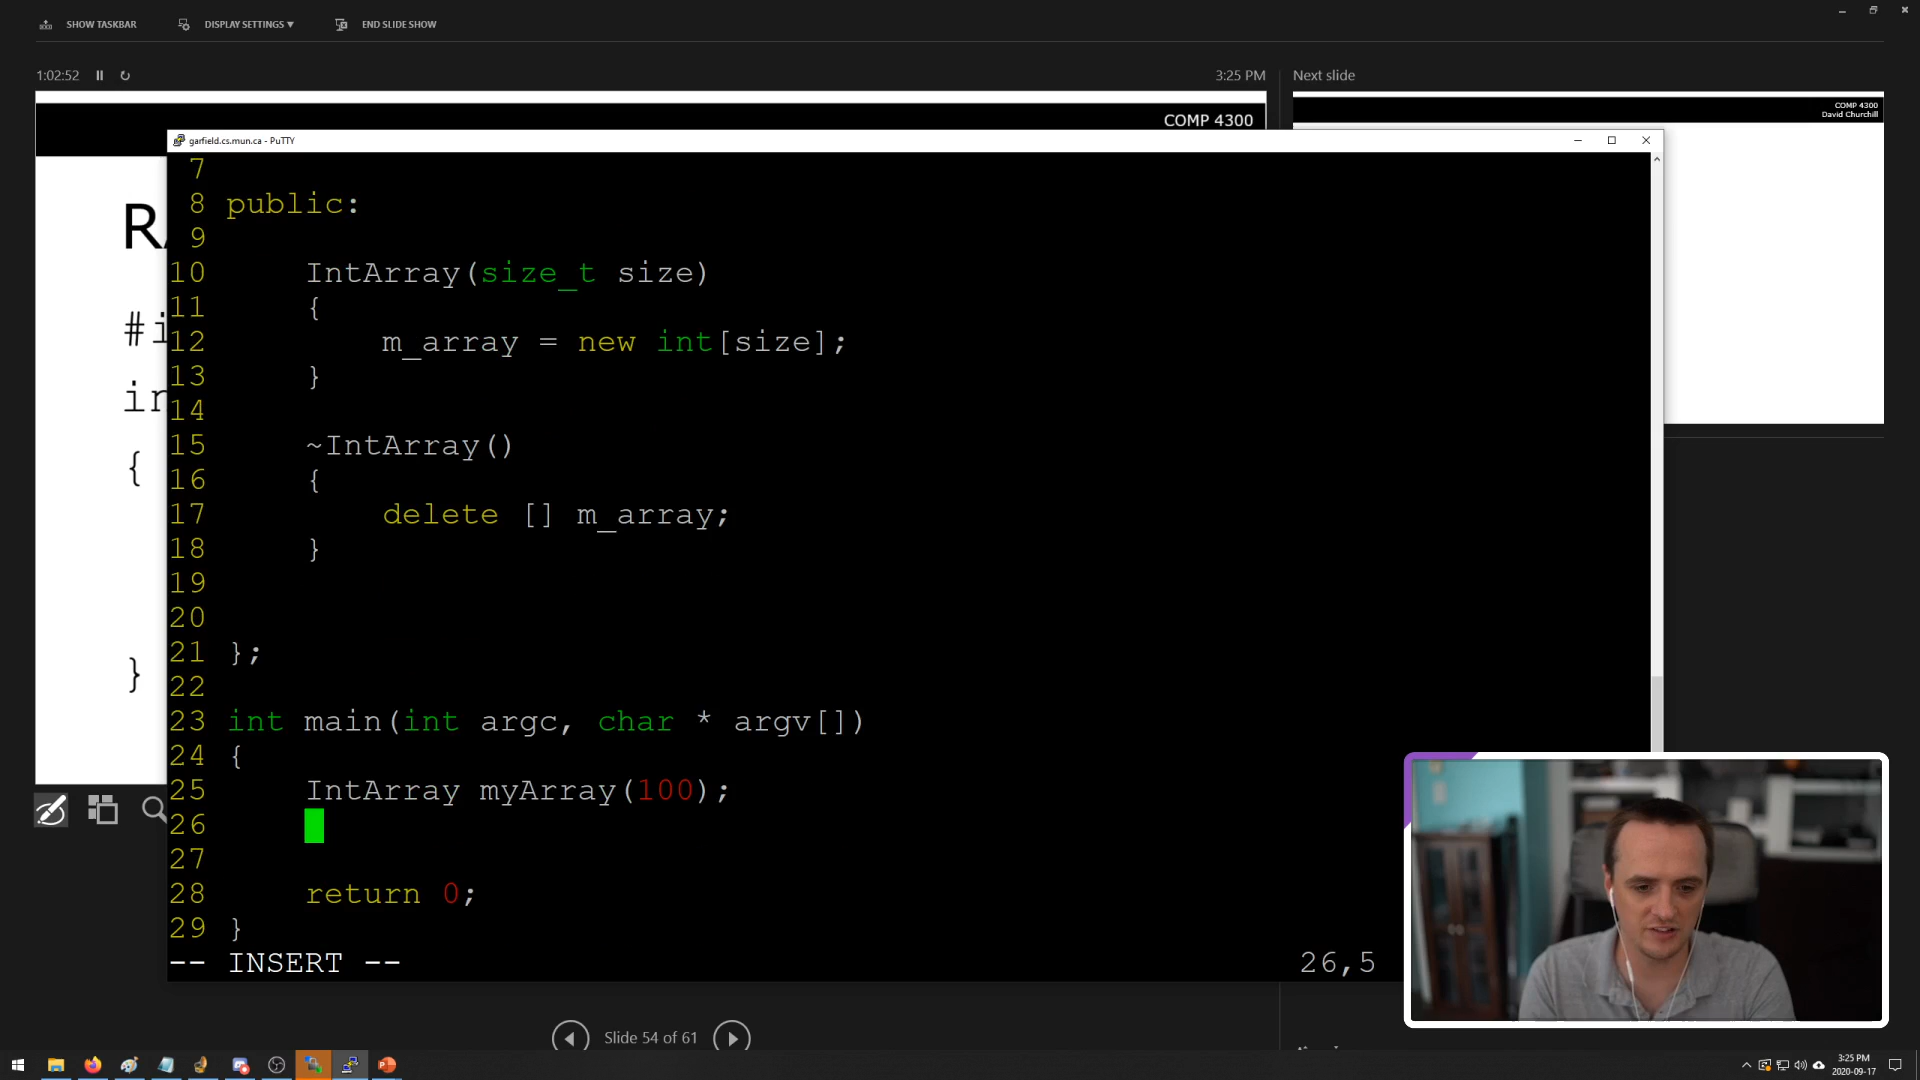 SHOW TASKBAR
DISPLAY SETTINGS ▾
END SLIDE SHOW
1:02:52
3:25 PM
Next slide
COMP 4300
COMP 4300
David Churchill
garfield.cs.mun.ca - PuTTY
7
8 public:
9
10     IntArray(size_t size)
11     {
12         m_array = new int[size];
13     }
14
15     ~IntArray()
16     {
17         delete [] m_array;
18     }
19
20
21 };
22
23 int main(int argc, char * argv[])
24 {
25     IntArray myArray(100);
26
27
28     return 0;
29 }
-- INSERT --
26,5
#i
{
}
Slide 54 of 61
3:25 PM
2020-09-17